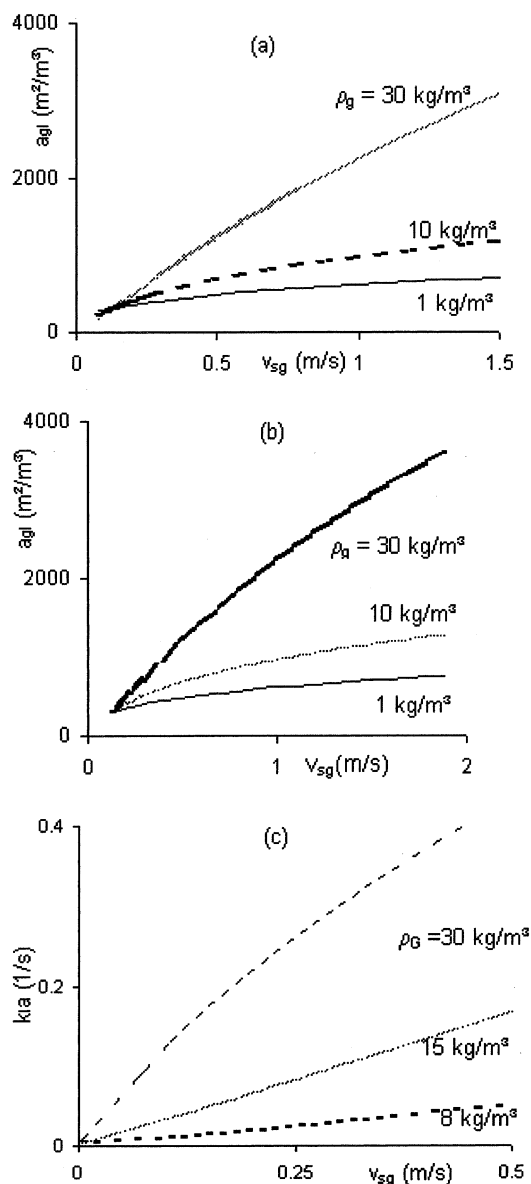 (a)
4000
2000
0
agl (m²/m³)
ρg = 30 kg/m³
10 kg/m³
1 kg/m³
0
0.5
1
1.5
vsg (m/s)
(b)
4000
2000
0
agl (m²/m³)
ρg = 30 kg/m³
10 kg/m³
1 kg/m³
0
1
2
vsg(m/s)
(c)
0.4
0.2
0
kla (1/s)
ρG =30 kg/m³
15 kg/m³
8 kg/m³
0
0.25
0.5
vsg (m/s)